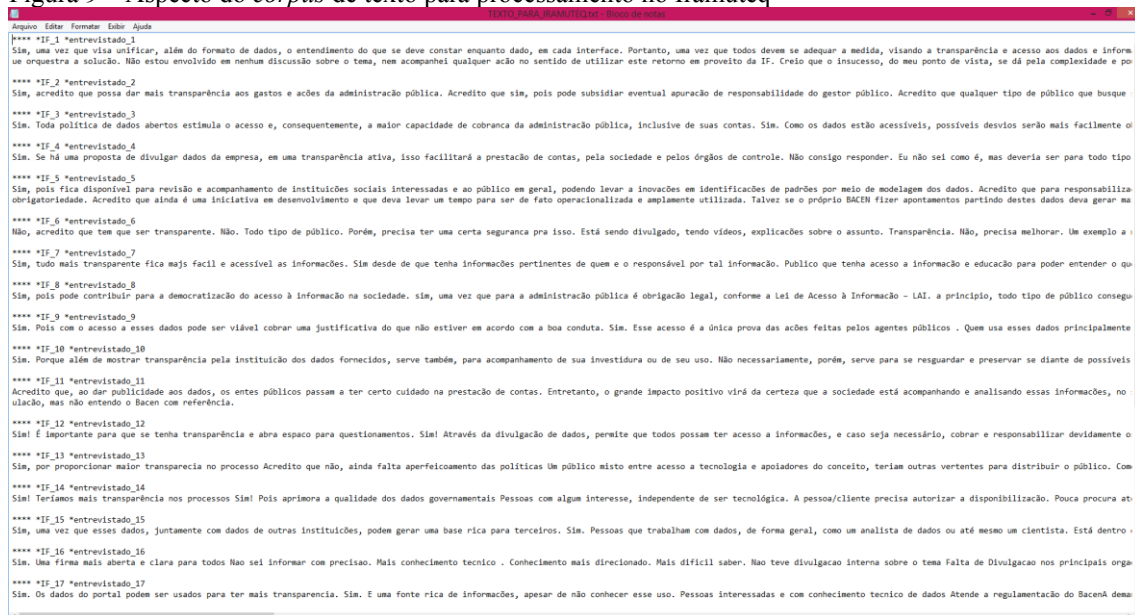 Figura 9 – Aspecto do corpus de texto para processamento no Iramuteq
TEXTO_PARA_IRAMUTEQ.txt - Bloco de notas
Arquivo Editar Formatar Exibir Ajuda
**** *IF_1 *entrevistado_1
Sim, uma vez que visa unificar, além do formato de dados, o entendimento do que se deve constar enquanto dado, em cada interface. Portanto, uma vez que todos devem se adequar a medida, visando a transparência e acesso aos dados e inform
ue orquestra a solucão. Não estou envolvido em nenhum discussão sobre o tema, nem acompanhei qualquer acão no sentido de utilizar este retorno em proveito da IF. Creio que o insucesso, do meu ponto de vista, se dá pela complexidade e po
**** *IF_2 *entrevistado_2
Sim, acredito que possa dar mais transparência aos gastos e acões da administracão pública. Acredito que sim, pois pode subsidiar eventual apuracão de responsabilidade do gestor público. Acredito que qualquer tipo de público que busque
**** *IF_3 *entrevistado_3
Sim. Toda política de dados abertos estimula o acesso e, consequentemente, a maior capacidade de cobranca da administracão pública, inclusive de suas contas. Sim. Como os dados estão acessíveis, possíveis desvios serão mais facilmente o
**** *IF_4 *entrevistado_4
Sim. Se há uma proposta de divulgar dados da empresa, em uma transparência ativa, isso facilitará a prestacão de contas, pela sociedade e pelos órgãos de controle. Não consigo responder. Eu não sei como é, mas deveria ser para todo tipo
**** *IF_5 *entrevistado_5
Sim, pois fica disponível para revisão e acompanhamento de instituicões sociais interessadas e ao público em geral, podendo levar a inovacões em identificacões de padrões por meio de modelagem dos dados. Acredito que para responsabiliza
obrigatoriedade. Acredito que ainda é uma iniciativa em desenvolvimento e que deva levar um tempo para ser de fato operacionalizada e amplamente utilizada. Talvez se o próprio BACEN fizer apontamentos partindo destes dados deva gerar ma
**** *IF_6 *entrevistado_6
Não, acredito que tem que ser transparente. Não. Todo tipo de público. Porém, precisa ter uma certa seguranca pra isso. Está sendo divulgado, tendo vídeos, explicacões sobre o assunto. Transparência. Não, precisa melhorar. Um exemplo a
**** *IF_7 *entrevistado_7
Sim, tudo mais transparente fica majs facil e acessível as informacões. Sim desde de que tenha informacões pertinentes de quem e o responsável por tal informacão. Publico que tenha acesso a informacão e educacão para poder entender o qu
**** *IF_8 *entrevistado_8
Sim, pois pode contribuir para a democratizacão do acesso à informacão na sociedade. sim, uma vez que para a administracão pública é obrigacão legal, conforme a Lei de Acesso à Informacão – LAI. a principio, todo tipo de público consegu
**** *IF_9 *entrevistado_9
Sim. Pois com o acesso a esses dados pode ser viável cobrar uma justificativa do que não estiver em acordo com a boa conduta. Sim. Esse acesso é a única prova das acões feitas pelos agentes públicos . Quem usa esses dados principalmente
**** *IF_10 *entrevistado_10
Sim. Porque além de mostrar transparência pela instituicão dos dados fornecidos, serve também, para acompanhamento de sua investidura ou de seu uso. Não necessariamente, porém, serve para se resguardar e preservar se diante de possíveis
**** *IF_11 *entrevistado_11
Acredito que, ao dar publicidade aos dados, os entes públicos passam a ter certo cuidado na prestacão de contas. Entretanto, o grande impacto positivo virá da certeza que a sociedade está acompanhando e analisando essas informacões, no
ulacão, mas não entendo o Bacen com referência.
**** *IF_12 *entrevistado_12
Sim! É importante para que se tenha transparência e abra espaco para questionamentos. Sim! Através da divulgacão de dados, permite que todos possam ter acesso a informacões, e caso seja necessário, cobrar e responsabilizar devidamente o
**** *IF_13 *entrevistado_13
Sim, por proporcionar maior transparecia no processo Acredito que não, ainda falta aperfeicoamento das políticas Um público misto entre acesso a tecnologia e apoiadores do conceito, teriam outras vertentes para distribuir o público. Com
**** *IF_14 *entrevistado_14
Sim! Teríamos mais transparência nos processos Sim! Pois aprimora a qualidade dos dados governamentais Pessoas com algum interesse, independente de ser tecnológica. A pessoa/cliente precisa autorizar a disponibilizacão. Pouca procura at
**** *IF_15 *entrevistado_15
Sim, uma vez que esses dados, juntamente com dados de outras instituicões, podem gerar uma base rica para terceiros. Sim. Pessoas que trabalham com dados, de forma geral, como um analista de dados ou até mesmo um cientista. Está dentro
**** *IF_16 *entrevistado_16
Sim. Uma firma mais aberta e clara para todos Nao sei informar com precisao. Mais conhecimento tecnico . Conhecimento mais direcionado. Mais dificil saber. Nao teve divulgacao interna sobre o tema Falta de Divulgacao nos principais orga
**** *IF_17 *entrevistado_17
Sim. Os dados do portal podem ser usados para ter mais transparencia. Sim. E uma fonte rica de informações, apesar de não conhecer esse uso. Pessoas interessadas e com conhecimento tecnico de dados Atende a regulamentacão do BacenA dema